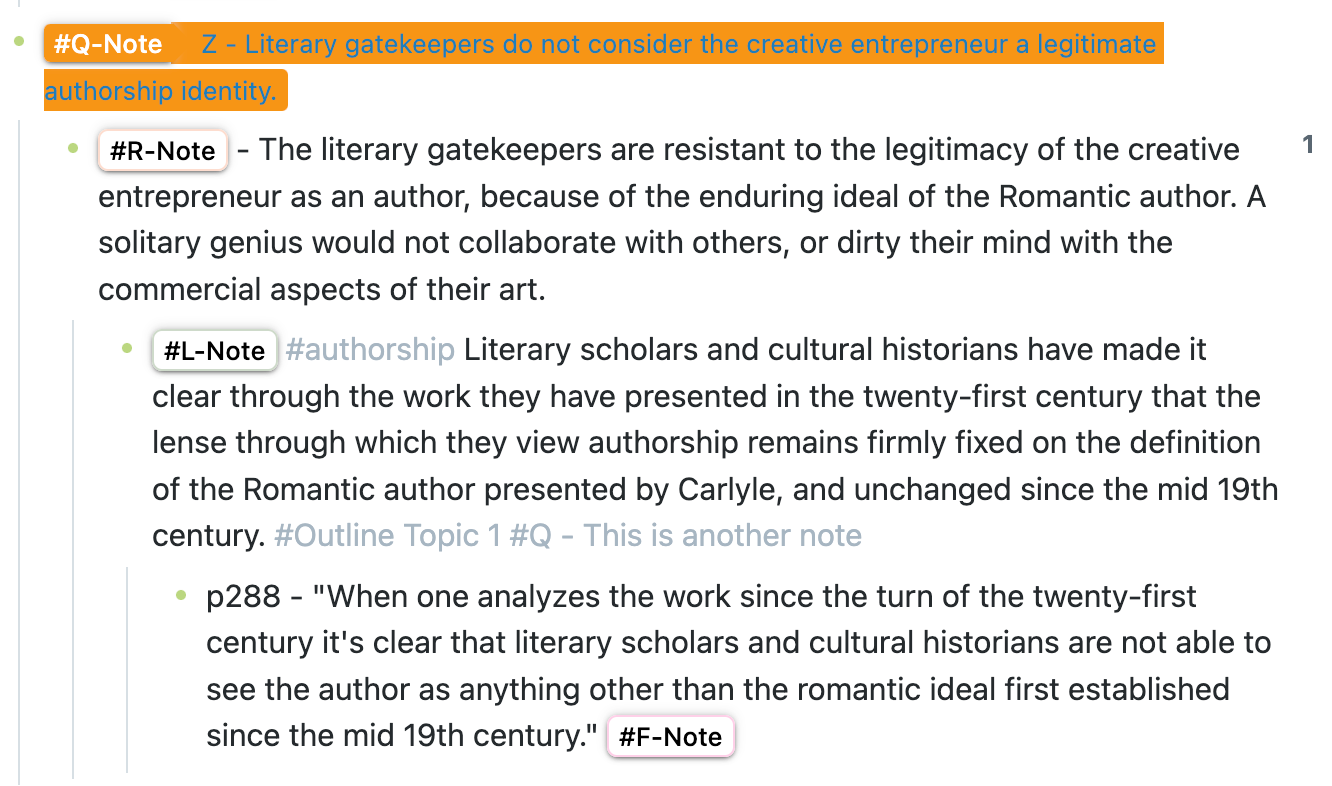 #Q-Note Z - Literary gatekeepers do not consider the creative entrepreneur a legitimate
authorship identity.
#R-Note - The literary gatekeepers are resistant to the legitimacy of the creative 1
entrepreneur as an author, because of the enduring ideal of the Romantic author. A
solitary genius would not collaborate with others, or dirty their mind with the
commercial aspects of their art.
#L-Note #authorship Literary scholars and cultural historians have made it
clear through the work they have presented in the twenty-first century that the
lense through which they view authorship remains firmly fixed on the definition
of the Romantic author presented by Carlyle, and unchanged since the mid 19th
century. #Outline Topic 1 #Q - This is another note
p288 - "When one analyzes the work since the turn of the twenty-first
century it's clear that literary scholars and cultural historians are not able to
see the author as anything other than the romantic ideal first established
since the mid 19th century." #F-Note